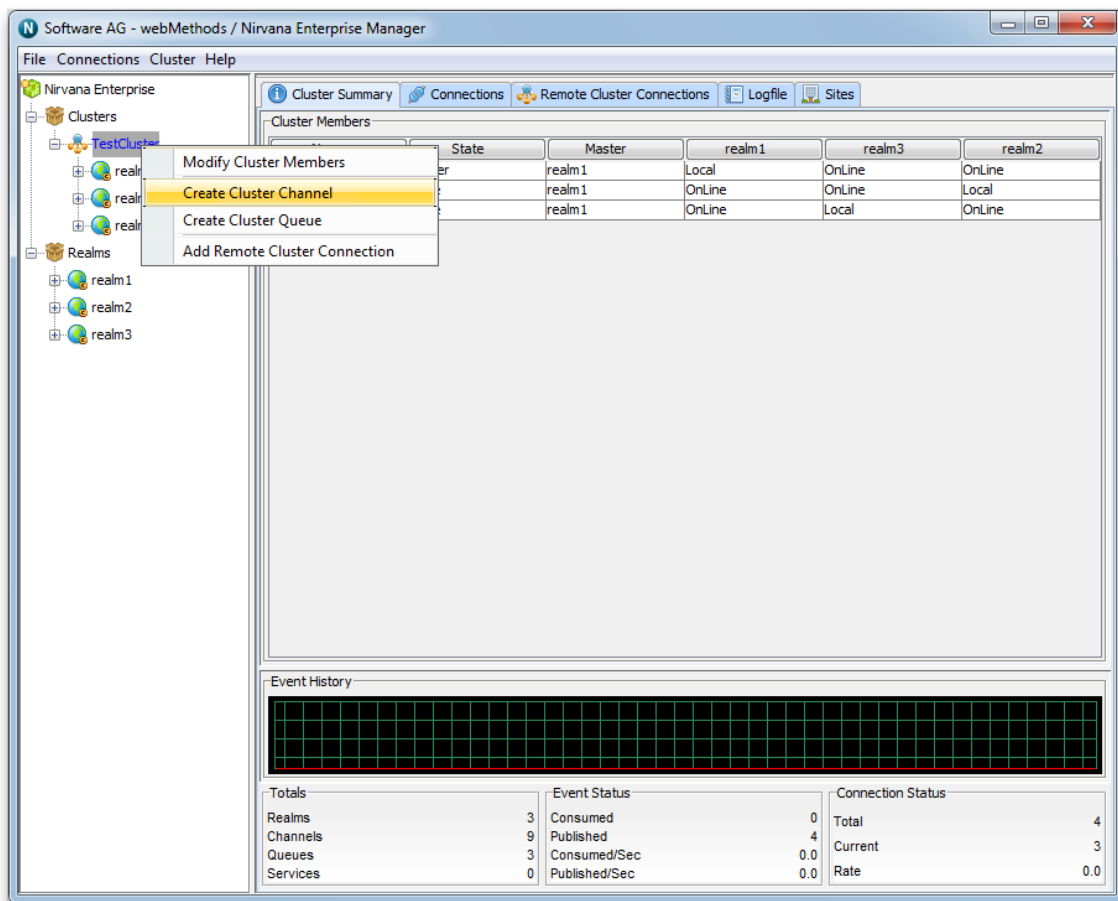 Software AG - webMethods / Nirvana Enterprise Manager
File Connections Cluster Help
Nirvana Enterprise
Clusters
TestCluster
Realms
realm1
realm2
realm3
Modify Cluster Members
Create Cluster Channel
Create Cluster Queue
Add Remote Cluster Connection
Cluster Summary Connections Remote Cluster Connections Logfile Sites
Cluster Members
State Master realm1 realm3 realm2
realm1 Local OnLine OnLine
realm1 OnLine OnLine Local
realm1 OnLine Local OnLine
Event History
Totals
Realms 3
Channels 9
Queues 3
Services 0
Event Status
Consumed 0
Published 4
Consumed/Sec 0.0
Published/Sec 0.0
Connection Status
Total 4
Current 3
Rate 0.0